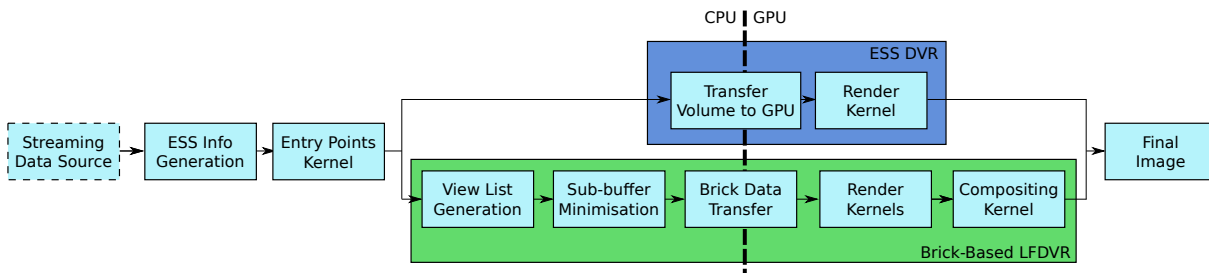 CPU
GPU
ESS DVR
Transfer
Volume to GPU
Render
Kernel
Streaming
Data Source
ESS Info
Generation
Entry Points
Kernel
Final
Image
View List
Generation
Sub-buffer
Minimisation
Brick Data
Transfer
Render
Kernels
Compositing
Kernel
Brick-Based LFDVR